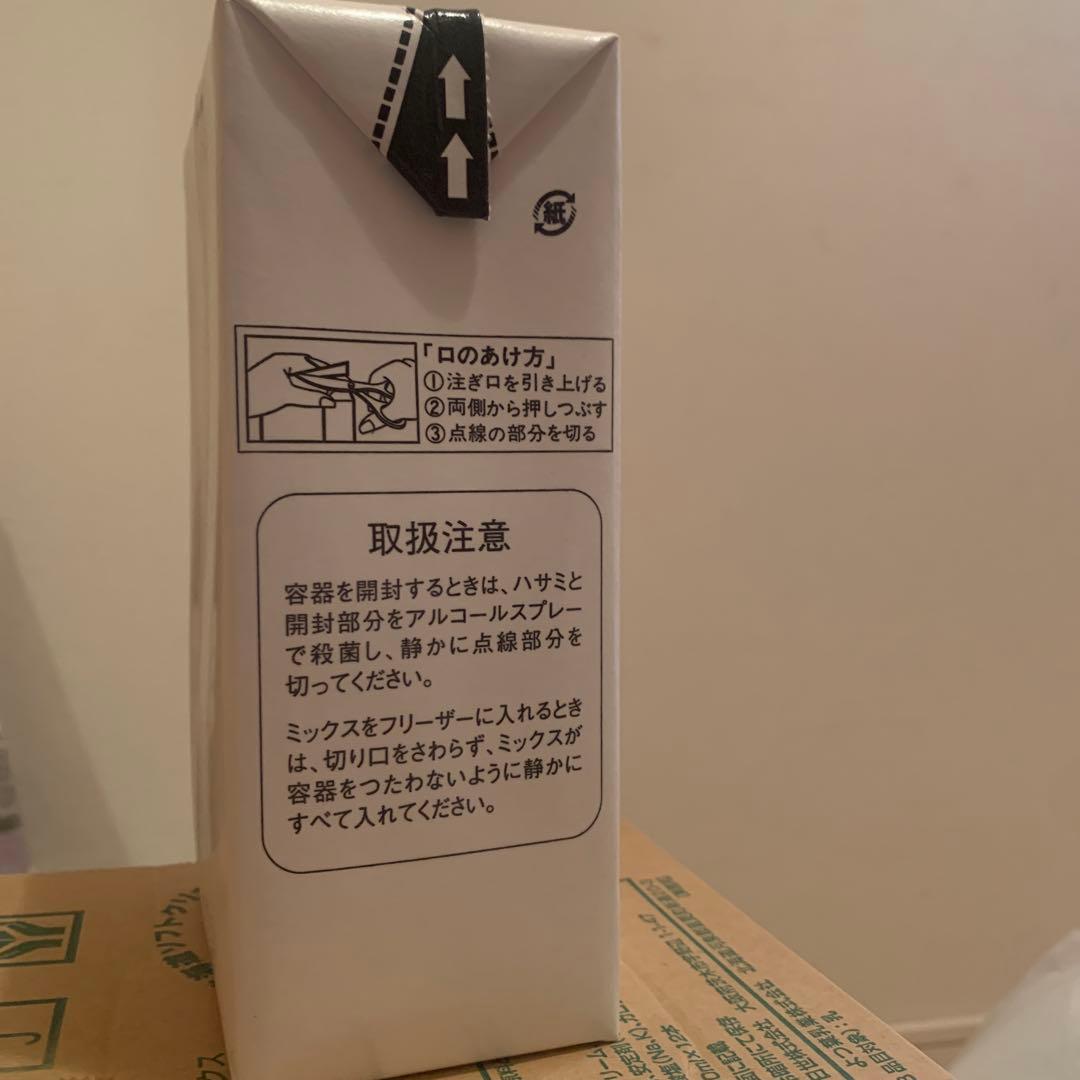 紙
「口のあけ方」
①注ぎ口を引き上げる
②両側から押しつぶす
③点線の部分を切る
取扱注意
容器を開封するときは、ハサミと
開封部分をアルコールスプレー
で殺菌し、静かに点線部分を
切ってください。
ミックスをフリーザーに入れるとき
は、切り口をさわらず、ミックスが
容器をつたわないように静かに
すべて入れてください。